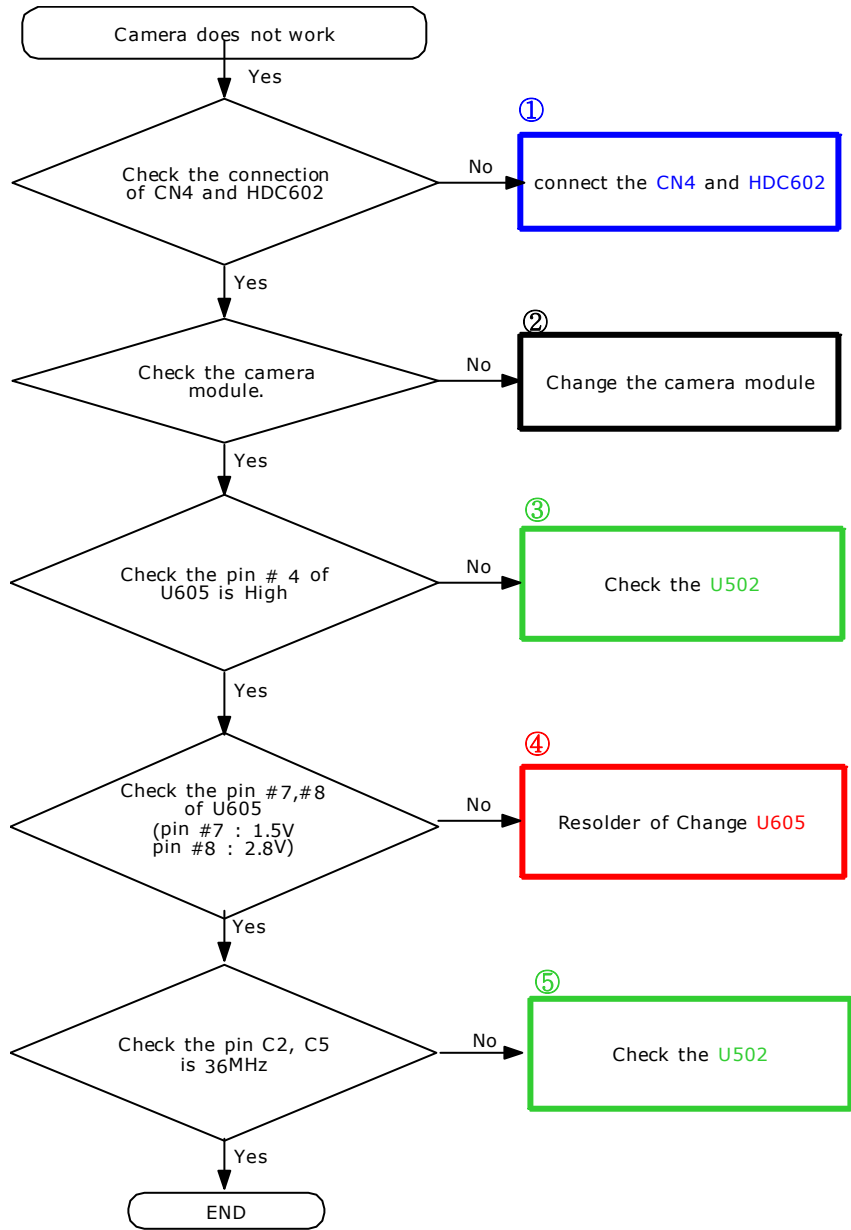 Camera does not work
Yes
①
Check the connection
of CN4 and HDC602
No
connect the CN4 and HDC602
Yes
②
Check the camera
module.
No
Change the camera module
Yes
③
Check the pin # 4 of
U605 is High
No
Check the U502
Yes
④
Check the pin #7,#8
of U605
(pin #7 : 1.5V
pin #8 : 2.8V)
No
Resolder of Change U605
Yes
⑤
Check the pin C2, C5
is 36MHz
No
Check the U502
Yes
END